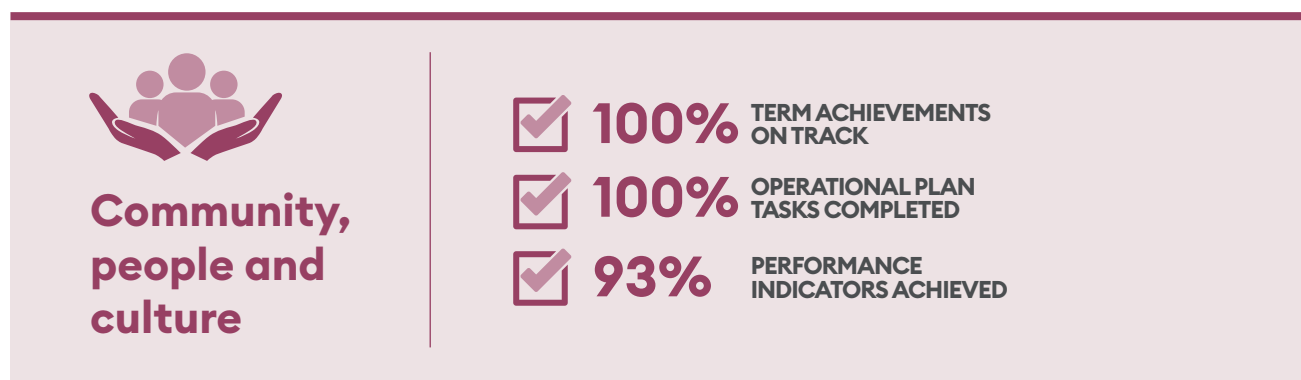 Community,
people and
culture
100% TERM ACHIEVEMENTS
ON TRACK
100% OPERATIONAL PLAN
TASKS COMPLETED
93% PERFORMANCE
INDICATORS ACHIEVED